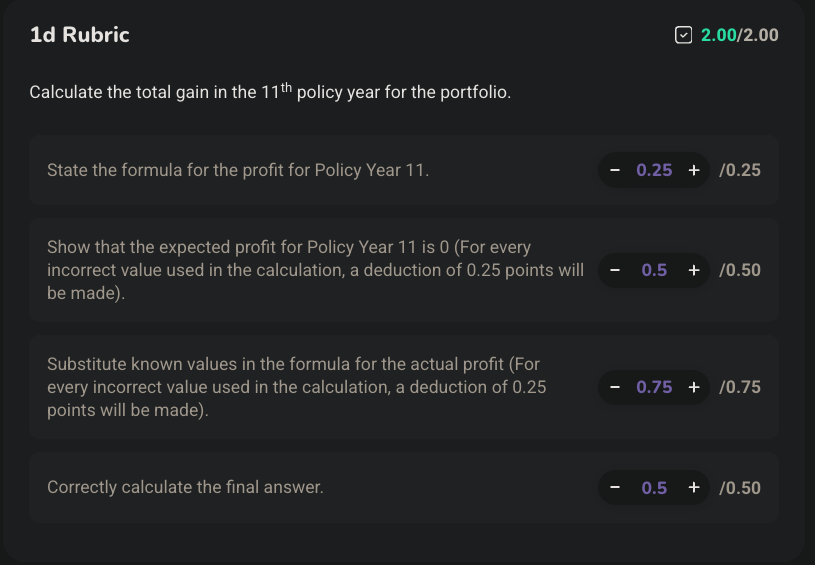 1d Rubric
2.00/2.00
Calculate the total gain in the 11th policy year for the portfolio.
State the formula for the profit for Policy Year 11.
− 0.25 + /0.25
Show that the expected profit for Policy Year 11 is 0 (For every
incorrect value used in the calculation, a deduction of 0.25 points will
be made).
− 0.5 + /0.50
Substitute known values in the formula for the actual profit (For
every incorrect value used in the calculation, a deduction of 0.25
points will be made).
− 0.75 + /0.75
Correctly calculate the final answer.
− 0.5 + /0.50